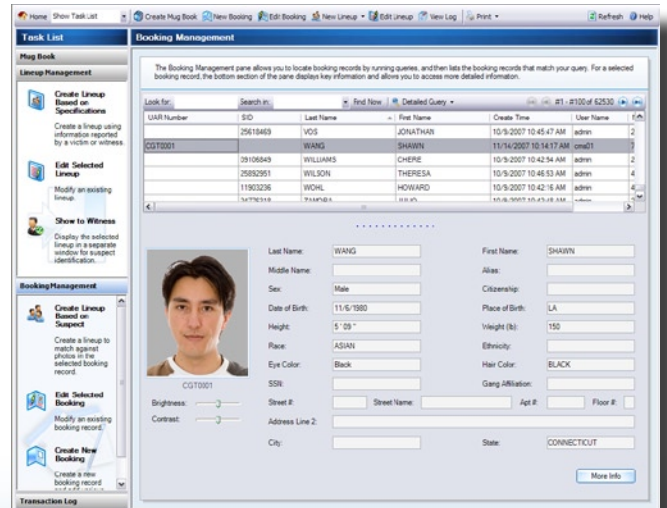 Home Show Task List Create Mug Book New Booking Edit Booking New Lineup Edit Lineup View Log Print Refresh Help
Task List
Booking Management
Mug Book
Lineup Management
Create Lineup
Based on
Specifications
Create a lineup using
information reported
by a victim or witness.
Edit Selected
Lineup
Modify an existing
lineup.
Show to Witness
Display the selected
lineup in a separate
window for suspect
identification.
BookingManagement
Create Lineup
Based on
Suspect
Create a lineup to
match against
photos in the
selected booking
record.
Edit Selected
Booking
Modify an existing
booking record.
Create New
Booking
Create a new
booking record
Transaction Log
The Booking Management pane allows you to locate booking records by running queries, and then lists the booking records that match your query. For a selected
booking record, the bottom section of the pane displays key information and allows you to access more detailed information.
Look for: Search in: Find Now Detailed Query #1 - #100 of 62530
UAR Number SID Last Name First Name Create Time User Name
25618469 VOS JONATHAN 10/9/2007 10:45:47 AM admin 2
CGT0001 WANG SHAWN 11/14/2007 10:14:17 AM cma01 7
09106849 WILLIAMS CHERE 10/9/2007 10:42:54 AM admin 2
25892951 WILSON THERESA 10/9/2007 10:46:53 AM admin 4
11903236 WOHL HOWARD 10/9/2007 10:42:16 AM admin 4
Last Name: WANG First Name: SHAWN
Middle Name: Alias:
Sex: Male Citizenship:
Date of Birth: 11/6/1980 Place of Birth: LA
Height: 5 ' 09 " Weight (lb): 150
Race: ASIAN Ethnicity:
Eye Color: Black Hair Color: BLACK
CGT0001
SSN: Gang Affiliation:
Brightness: Street #: Street Name: Apt #: Floor #:
Contrast: Address Line 2:
City: State: CONNECTICUT
More Info